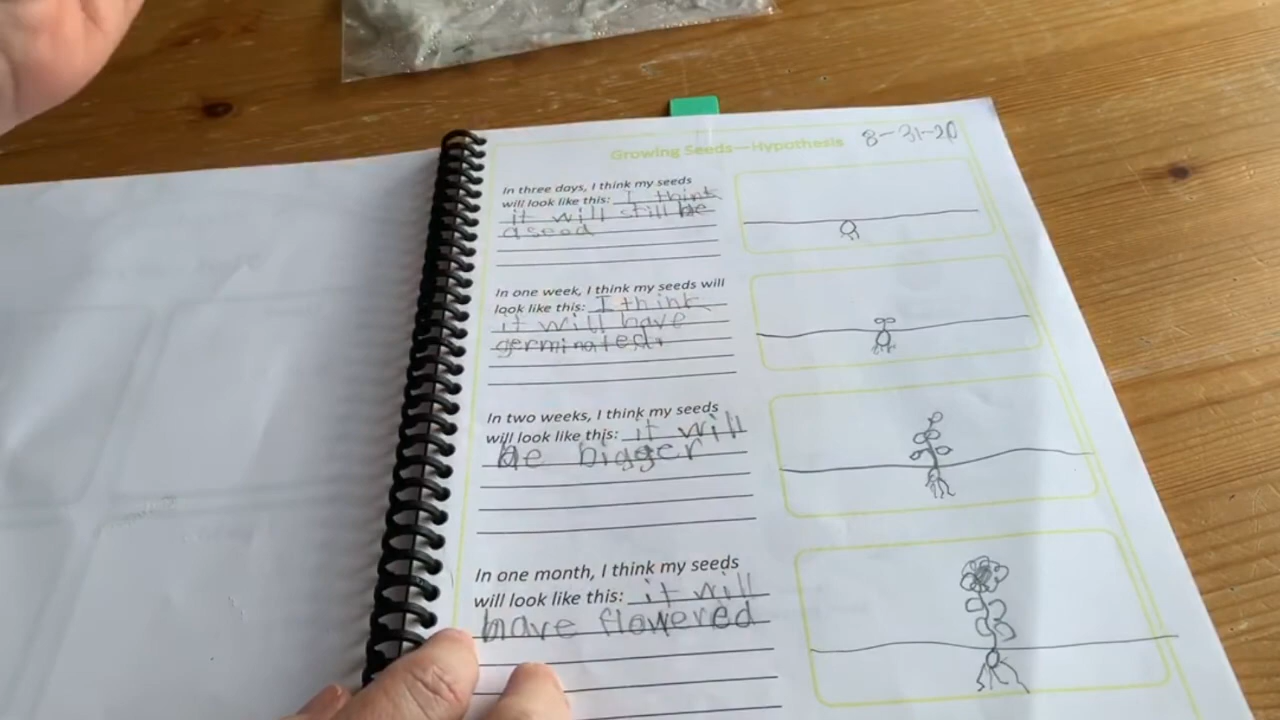 Growing Seeds—Hypothesis 8-31-20
In three days, I think my seeds
will look like this: I think
it will still be
a seed
In one week, I think my seeds will
look like this: I think
it will have
germinated.
In two weeks, I think my seeds
will look like this: it will
be bigger
In one month, I think my seeds
will look like this: it will
have flowered